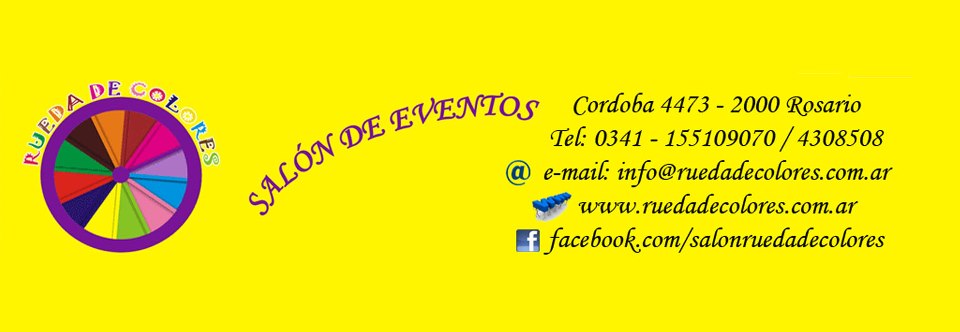 RUEDA DE COLORES
SALÓN DE EVENTOS
Cordoba 4473 - 2000 Rosario
Tel: 0341 - 155109070 / 4308508
@ e-mail: info@ruedadecolores.com.ar
www.ruedadecolores.com.ar
f facebook.com/salonruedadecolores